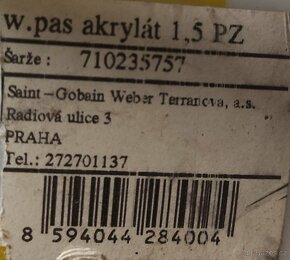 w.pas akrylát 1,5 PZ
Šarže: 710235757
Saint-Gobain Weber Terranova, a.s.
Radiová ulice 3
PRAHA
Tel.: 272701137
8 594044 284004